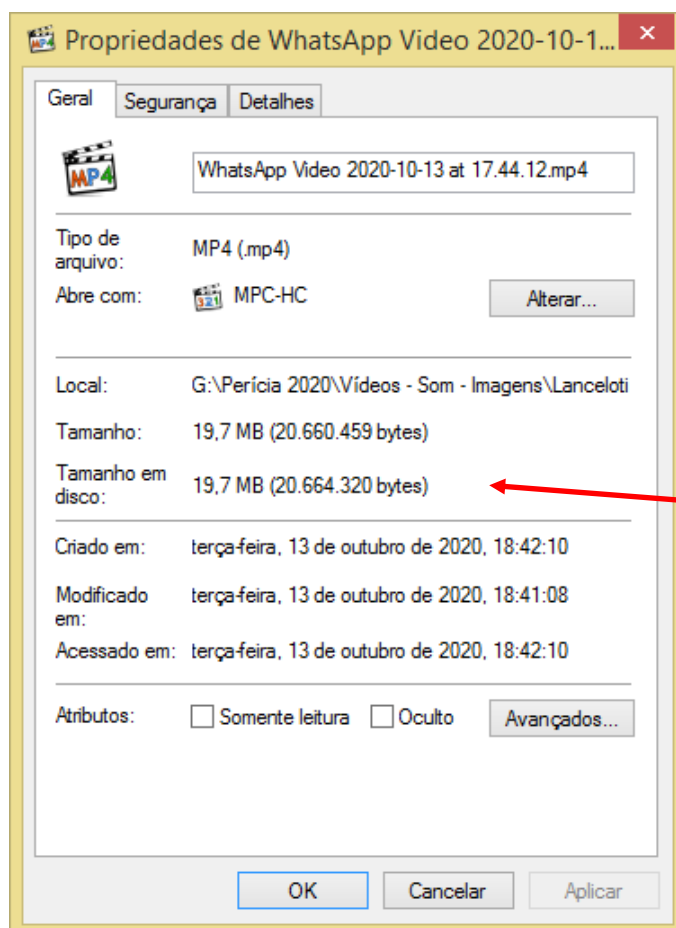 Propriedades de WhatsApp Video 2020-10-1...
Geral Segurança Detalhes
MP4
WhatsApp Video 2020-10-13 at 17.44.12.mp4
Tipo de
arquivo: MP4 (.mp4)
Abre com: 321 MPC-HC Alterar...
Local: G:\Perícia 2020\Vídeos - Som - Imagens\Lanceloti
Tamanho: 19,7 MB (20.660.459 bytes)
Tamanho em
disco: 19,7 MB (20.664.320 bytes)
Criado em: terça-feira, 13 de outubro de 2020, 18:42:10
Modificado
em: terça-feira, 13 de outubro de 2020, 18:41:08
Acessado em: terça-feira, 13 de outubro de 2020, 18:42:10
Atributos: Somente leitura Oculto Avançados...
OK Cancelar Aplicar